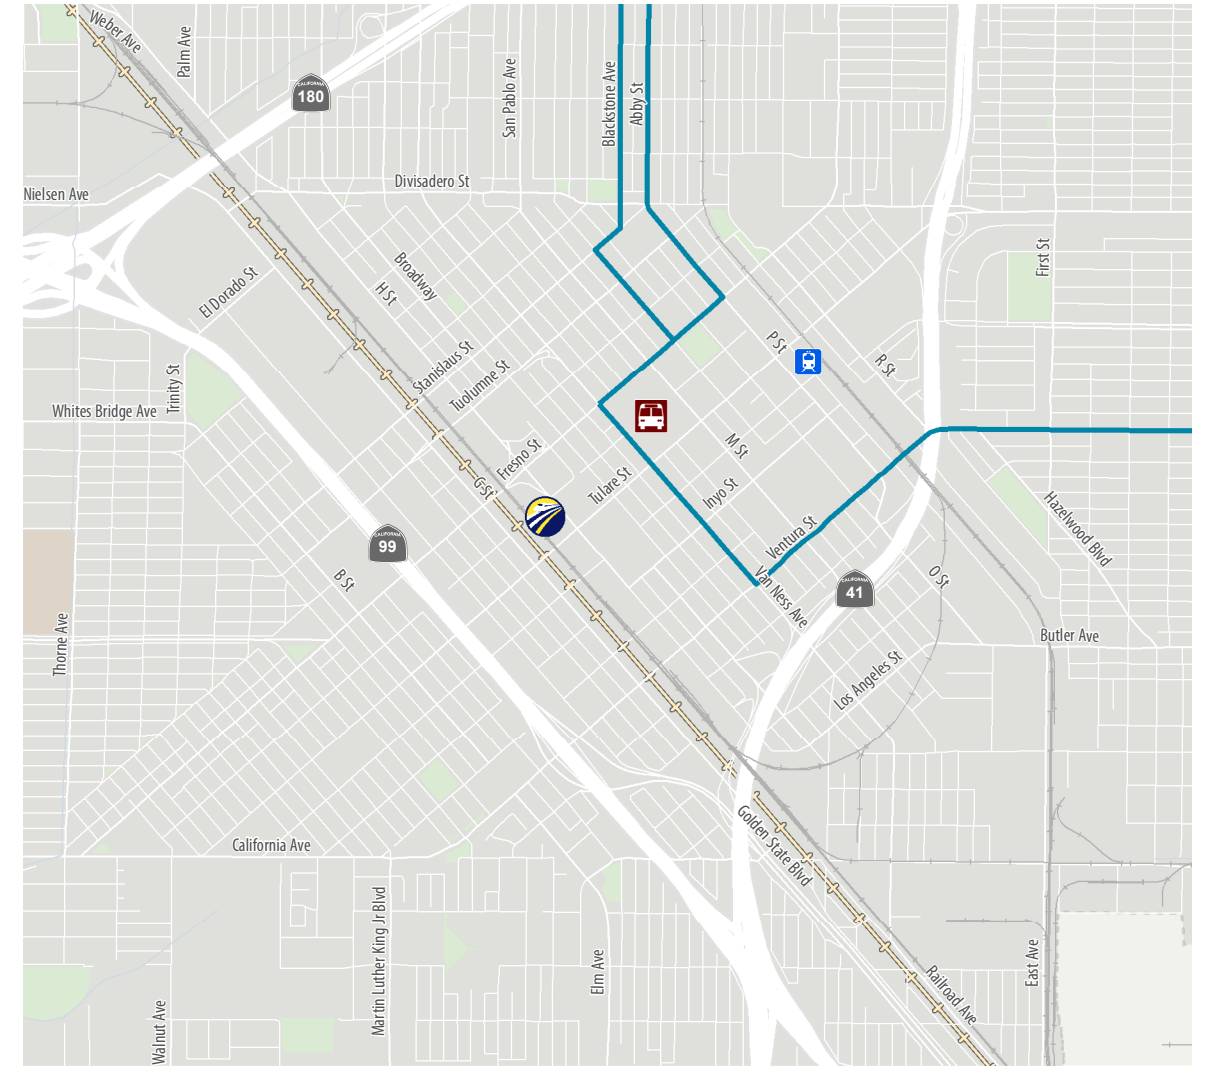 Weber Ave
Palm Ave
CALIFORNIA
180
San Pablo Ave
Blackstone Ave
Abby St
Divisadero St
Nielsen Ave
First St
Broadway
H St
El Dorado St
P St
R St
Stanislaus St
Tuolumne St
Trinity St
Whites Bridge Ave
M St
Fresno St
G St
Tulare St
Inyo St
Ventura St
Hazelwood Blvd
CALIFORNIA
99
B St
Van Ness Ave
CALIFORNIA
41
O St
Butler Ave
Thorne Ave
Los Angeles St
California Ave
Golden State Blvd
Martin Luther King Jr Blvd
Elm Ave
East Ave
Railroad Ave
Walnut Ave